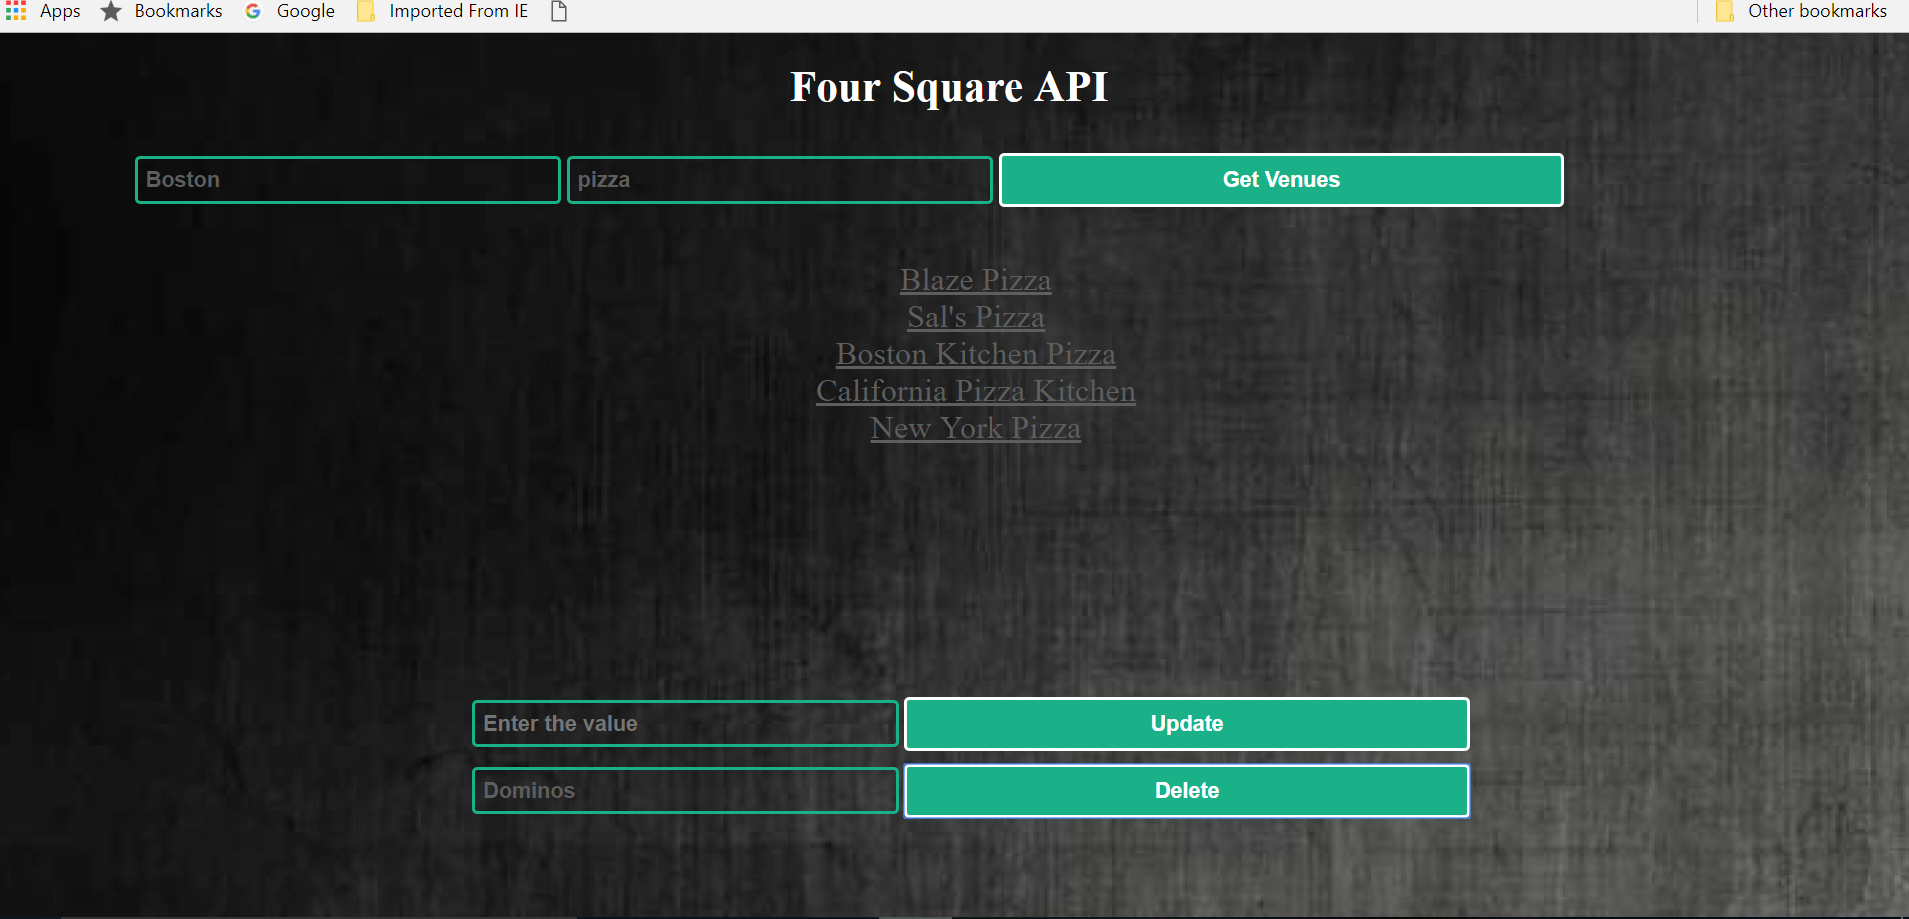 Apps Bookmarks Google Imported From IE Other bookmarks
Four Square API
Boston pizza Get Venues
Blaze Pizza
Sal's Pizza
Boston Kitchen Pizza
California Pizza Kitchen
New York Pizza
Enter the value Update
Dominos Delete